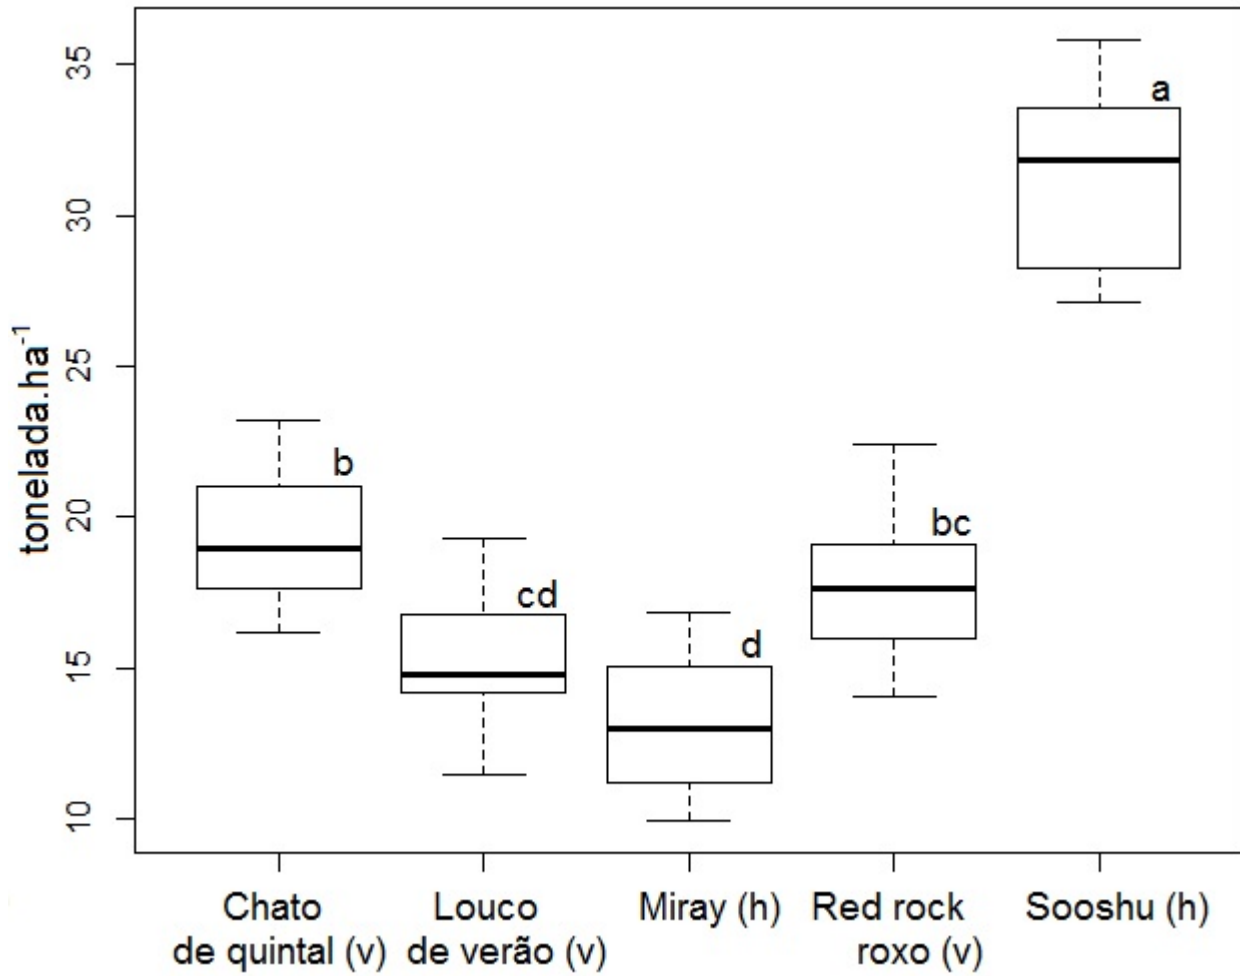 tonelada.ha⁻¹
35
30
25
20
15
10
a
b
bc
cd
d
Chato
de quintal (v)
Louco
de verão (v)
Miray (h)
Red rock
roxo (v)
Sooshu (h)